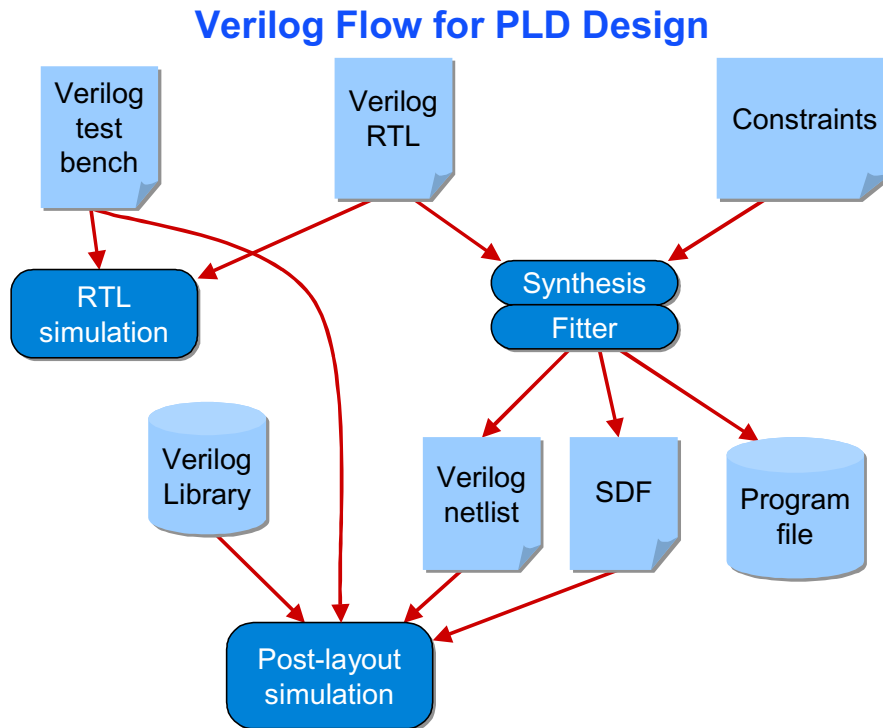 Verilog Flow for PLD Design
Verilog
test
bench
Verilog
RTL
Constraints
RTL
simulation
Synthesis
Fitter
Verilog
Library
Verilog
netlist
SDF
Program
file
Post-layout
simulation